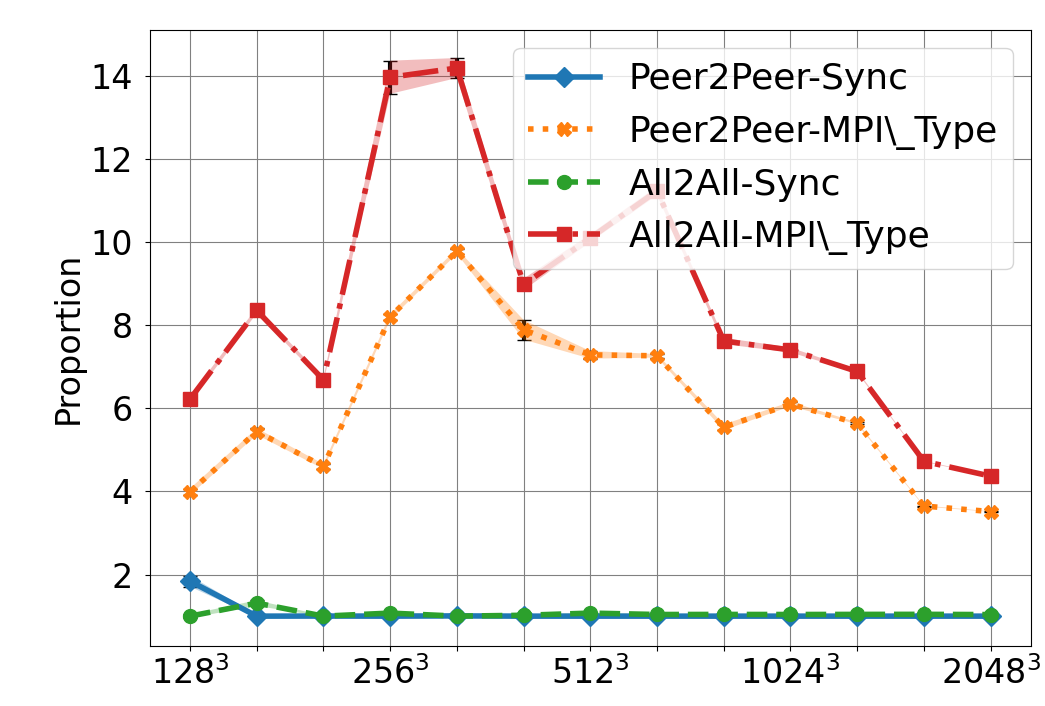 Proportion
14
12
10
8
6
4
2
Peer2Peer-Sync
Peer2Peer-MPI\_Type
All2All-Sync
All2All-MPI\_Type
128³ 256³ 512³ 1024³ 2048³